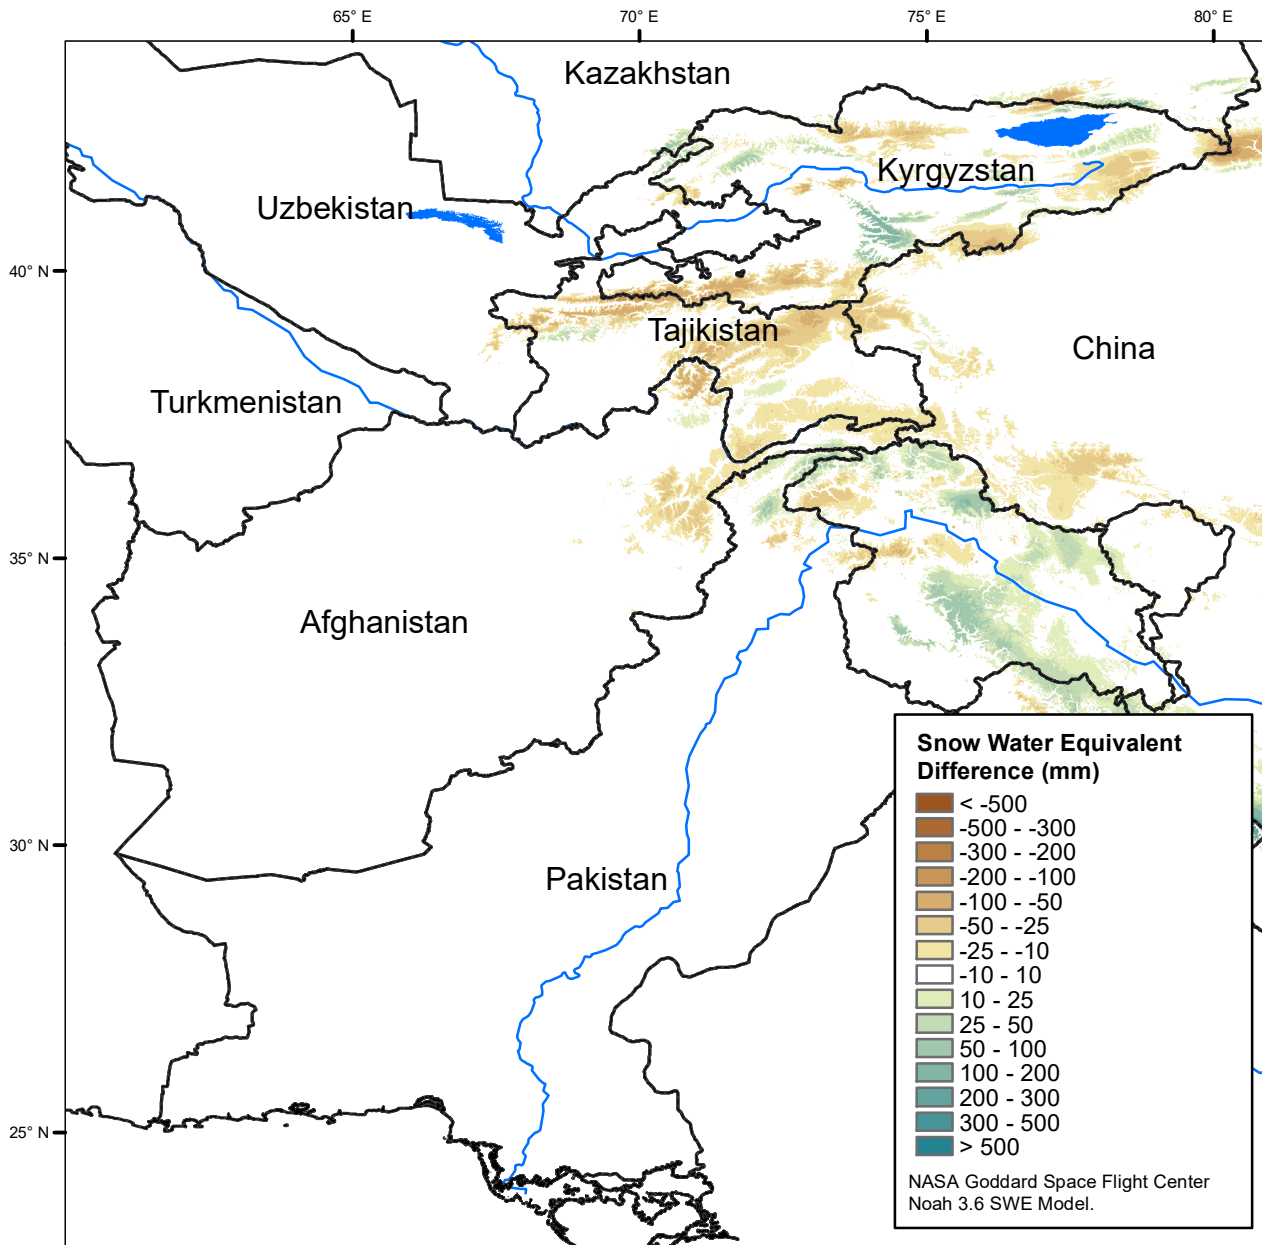 65° E
70° E
75° E
80° E
Kazakhstan
Kyrgyzstan
Uzbekistan
40° N
Tajikistan
China
Turkmenistan
35° N
Afghanistan
Snow Water Equivalent
Difference (mm)
< -500
-500 - -300
-300 - -200
-200 - -100
-100 - -50
-50 - -25
-25 - -10
-10 - 10
10 - 25
25 - 50
50 - 100
100 - 200
200 - 300
300 - 500
> 500
NASA Goddard Space Flight Center
Noah 3.6 SWE Model.
30° N
Pakistan
25° N